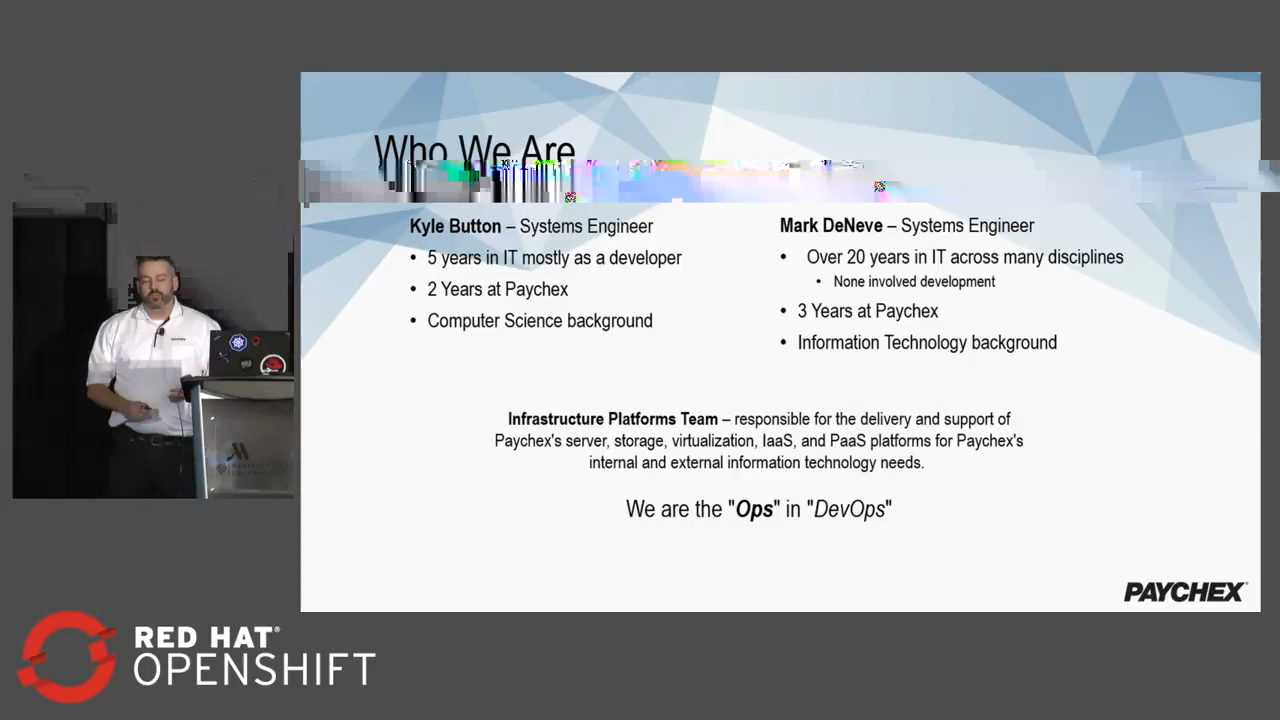 Who We Are
Kyle Button – Systems Engineer
• 5 years in IT mostly as a developer
• 2 Years at Paychex
• Computer Science background
Mark DeNeve – Systems Engineer
• Over 20 years in IT across many disciplines
• None involved development
• 3 Years at Paychex
• Information Technology background
Infrastructure Platforms Team – responsible for the delivery and support of
Paychex's server, storage, virtualization, IaaS, and PaaS platforms for Paychex's
internal and external information technology needs.
We are the "Ops" in "DevOps"
PAYCHEX®
RED HAT®
OPENSHIFT